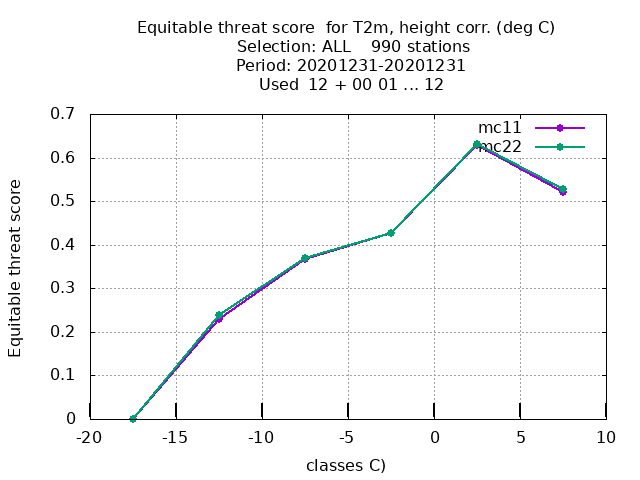 Equitable threat score  for T2m, height corr. (deg C)
Selection: ALL    990 stations
Period: 20201231-20201231
Used  12 + 00 01 ... 12
mc11
mc22
Equitable threat score
0.7
0.6
0.5
0.4
0.3
0.2
0.1
0
-20 -15 -10 -5 0 5 10
classes C)